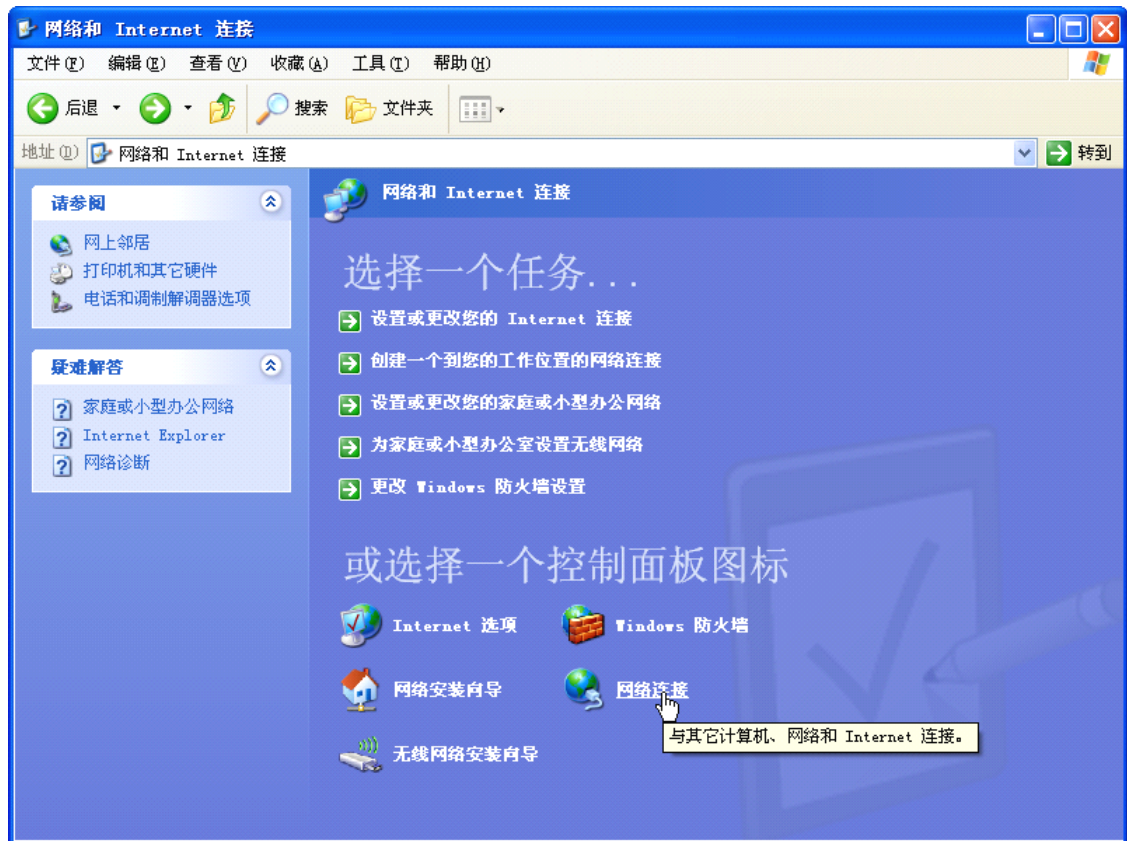 网络和 Internet 连接
文件(F) 编辑(E) 查看(V) 收藏(A) 工具(T) 帮助(H)
后退 搜索 文件夹
地址(D) 网络和 Internet 连接 转到
请参阅
网上邻居
打印机和其它硬件
电话和调制解调器选项
疑难解答
家庭或小型办公网络
Internet Explorer
网络诊断
网络和 Internet 连接
选择一个任务...
设置或更改您的 Internet 连接
创建一个到您的工作位置的网络连接
设置或更改您的家庭或小型办公网络
为家庭或小型办公室设置无线网络
更改 Windows 防火墙设置
或选择一个控制面板图标
Internet 选项 Windows 防火墙
网络安装向导 网络连接
与其它计算机、网络和 Internet 连接。
无线网络安装向导